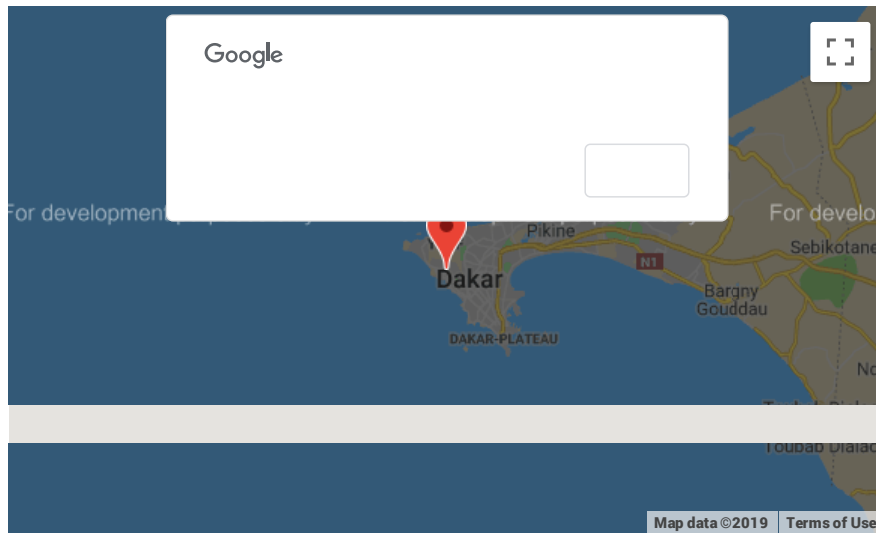 Google
For development
For develo
Pikine
Sebikotane
N1
Dakar
Bargny
Gouddau
DAKAR-PLATEAU
Toubab Dialac
Map data ©2019
Terms of Use